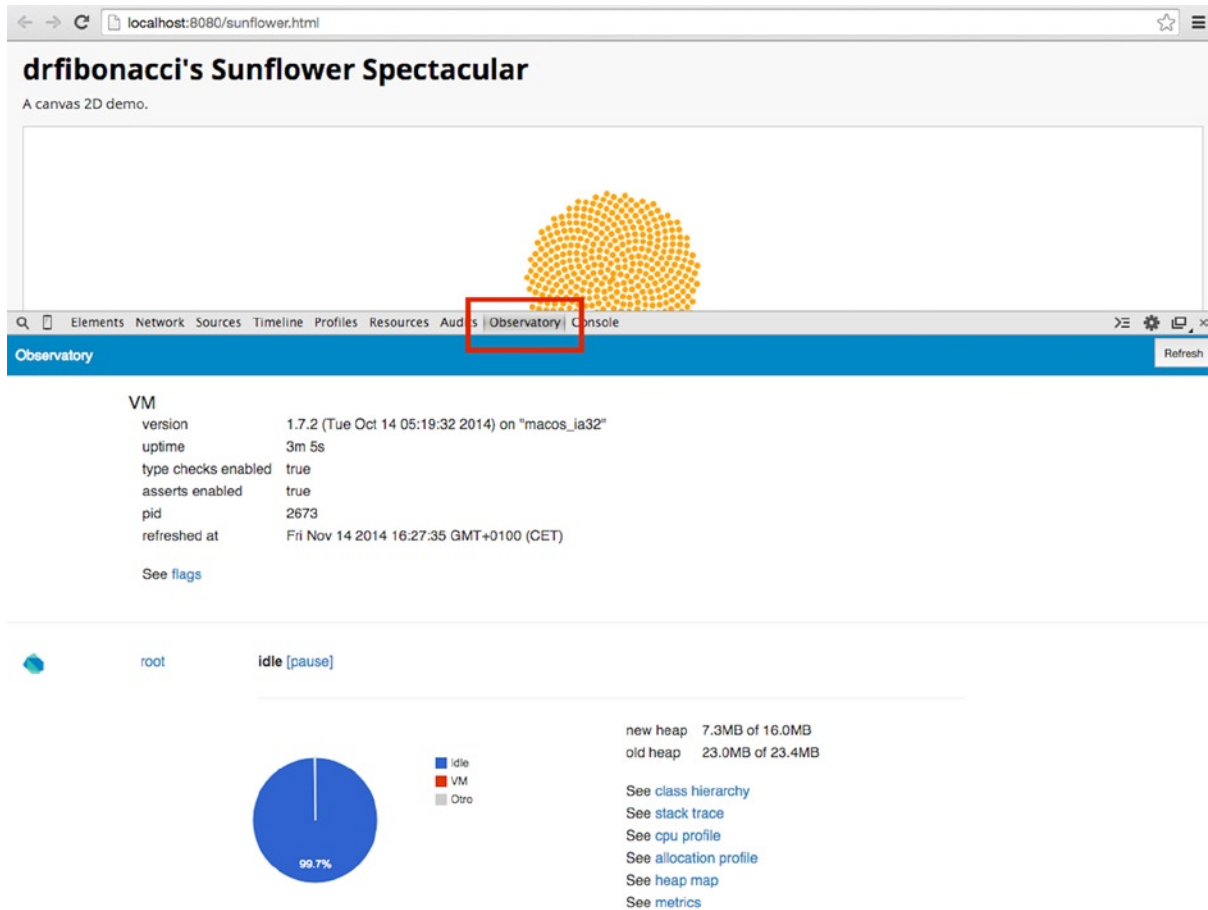 localhost:8080/sunflower.html
drfibonacci's Sunflower Spectacular
A canvas 2D demo.
Elements Network Sources Timeline Profiles Resources Audits Observatory Console
Observatory Refresh
VM
version 1.7.2 (Tue Oct 14 05:19:32 2014) on "macos_ia32"
uptime 3m 5s
type checks enabled true
asserts enabled true
pid 2673
refreshed at Fri Nov 14 2014 16:27:35 GMT+0100 (CET)
See flags
root idle [pause]
new heap 7.3MB of 16.0MB
old heap 23.0MB of 23.4MB
Idle
VM
Otro
99.7%
See class hierarchy
See stack trace
See cpu profile
See allocation profile
See heap map
See metrics